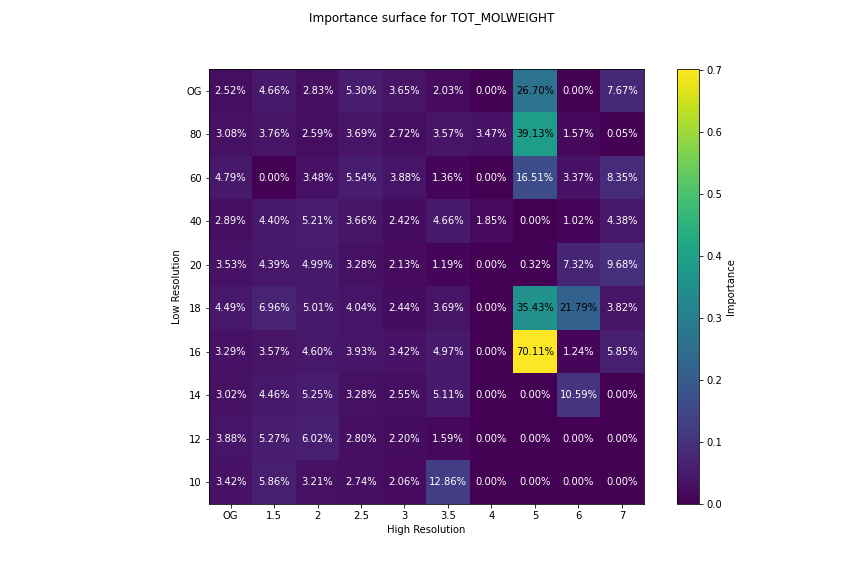 Importance surface for TOT_MOLWEIGHT
OG 2.52% 4.66% 2.83% 5.30% 3.65% 2.03% 0.00% 26.70% 0.00% 7.67%
80 3.08% 3.76% 2.59% 3.69% 2.72% 3.57% 3.47% 39.13% 1.57% 0.05%
60 4.79% 0.00% 3.48% 5.54% 3.88% 1.36% 0.00% 16.51% 3.37% 8.35%
40 2.89% 4.40% 5.21% 3.66% 2.42% 4.66% 1.85% 0.00% 1.02% 4.38%
20 3.53% 4.39% 4.99% 3.28% 2.13% 1.19% 0.00% 0.32% 7.32% 9.68%
18 4.49% 6.96% 5.01% 4.04% 2.44% 3.69% 0.00% 35.43% 21.79% 3.82%
16 3.29% 3.57% 4.60% 3.93% 3.42% 4.97% 0.00% 70.11% 1.24% 5.85%
14 3.02% 4.46% 5.25% 3.28% 2.55% 5.11% 0.00% 0.00% 10.59% 0.00%
12 3.88% 5.27% 6.02% 2.80% 2.20% 1.59% 0.00% 0.00% 0.00% 0.00%
10 3.42% 5.86% 3.21% 2.74% 2.06% 12.86% 0.00% 0.00% 0.00% 0.00%
OG 1.5 2 2.5 3 3.5 4 5 6 7
High Resolution
Low Resolution
0.7
0.6
0.5
0.4
0.3
0.2
0.1
0.0
Importance